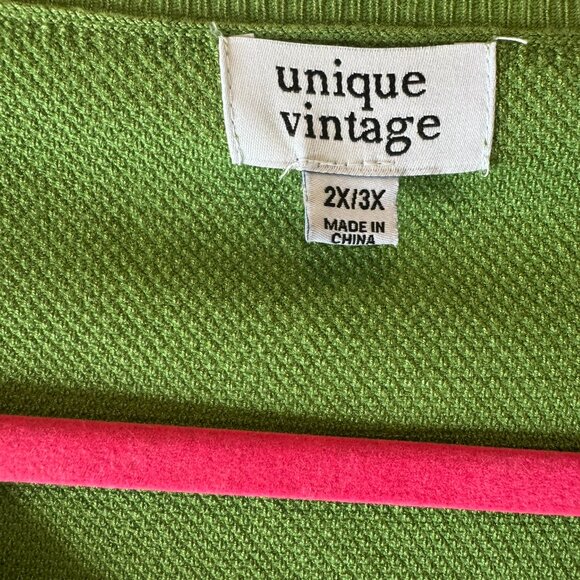 unique
vintage
2X/3X
MADE IN
CHINA